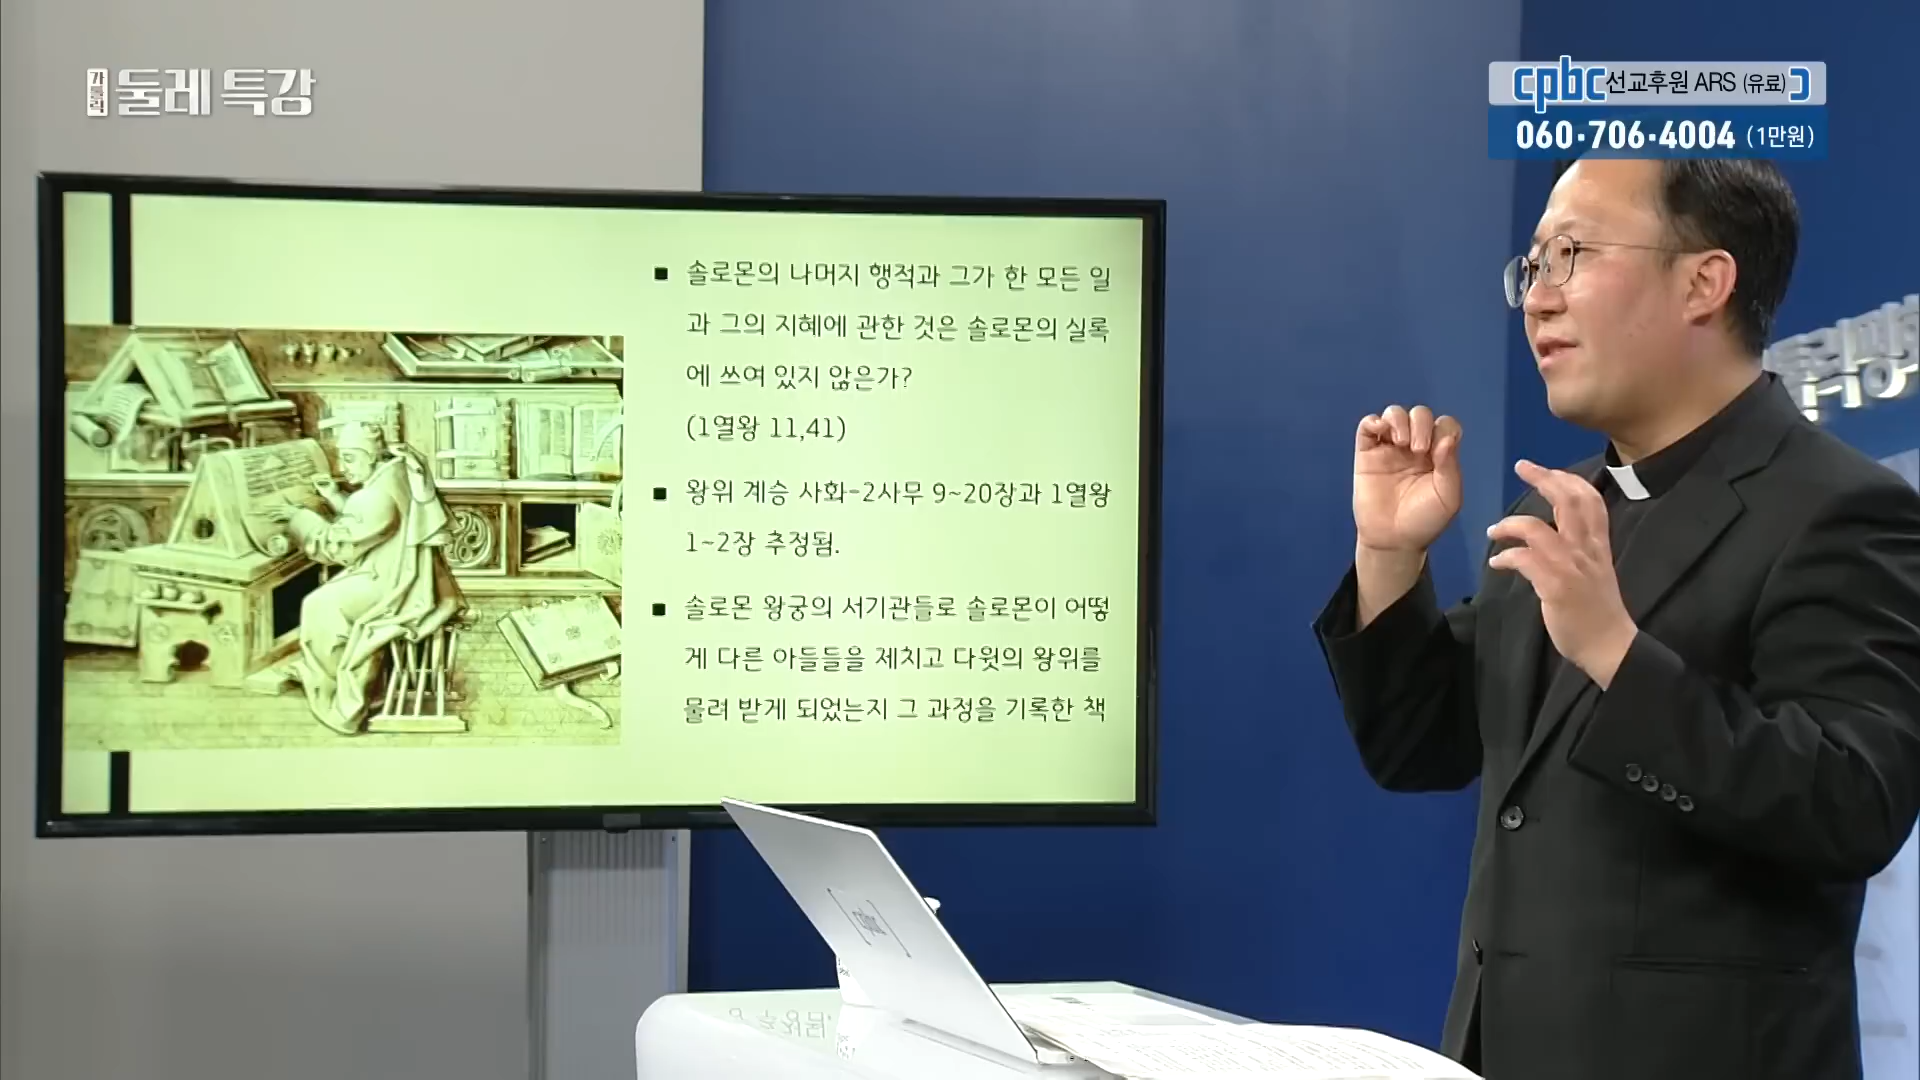 가톨릭
둘레 특강
cpbc 선교후원 ARS (유료)
060·706·4004 (1만원)
■ 솔로몬의 나머지 행적과 그가 한 모든 일
과 그의 지혜에 관한 것은 솔로몬의 실록
에 쓰여 있지 않은가?
(1열왕 11,41)
■ 왕위 계승 사화-2사무 9~20장과 1열왕
1~2장 추정됨.
■ 솔로몬 왕궁의 서기관들로 솔로몬이 어떻
게 다른 아들들을 제치고 다윗의 왕위를
물려 받게 되었는지 그 과정을 기록한 책